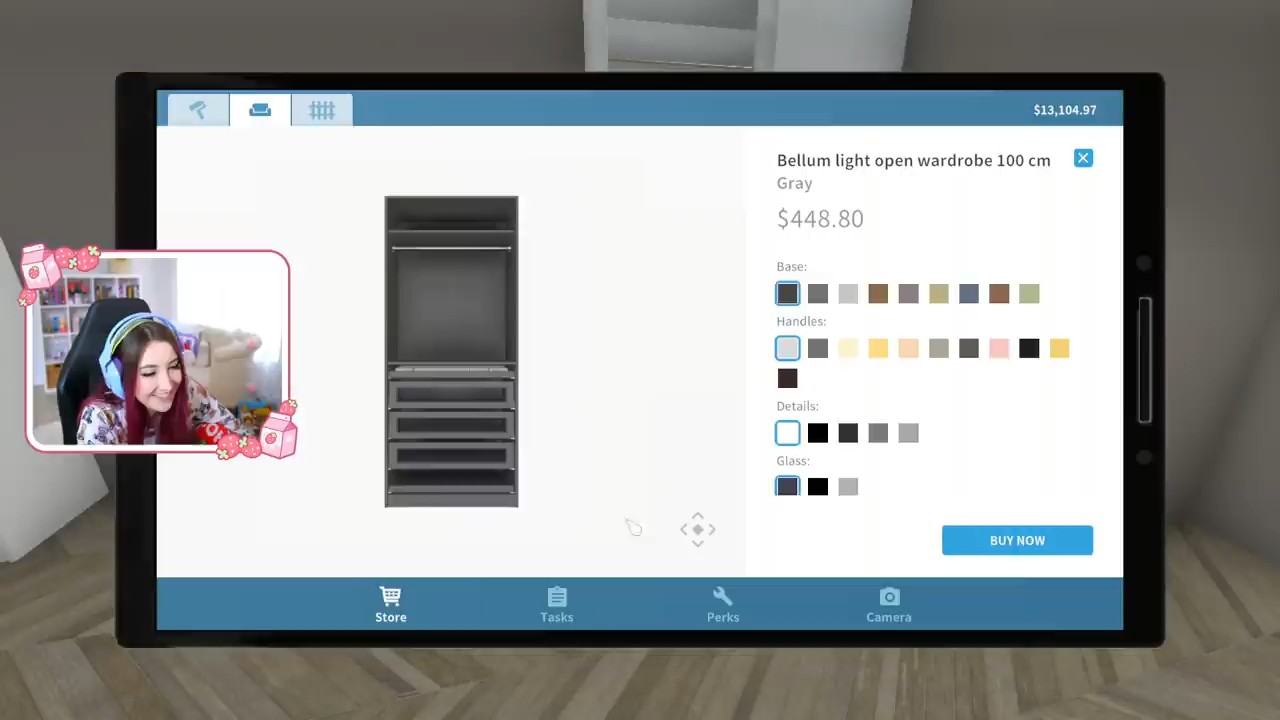 $13,104.97
Bellum light open wardrobe 100 cm
Gray
$448.80
Base:
Handles:
Details:
Glass:
BUY NOW
Store
Tasks
Perks
Camera